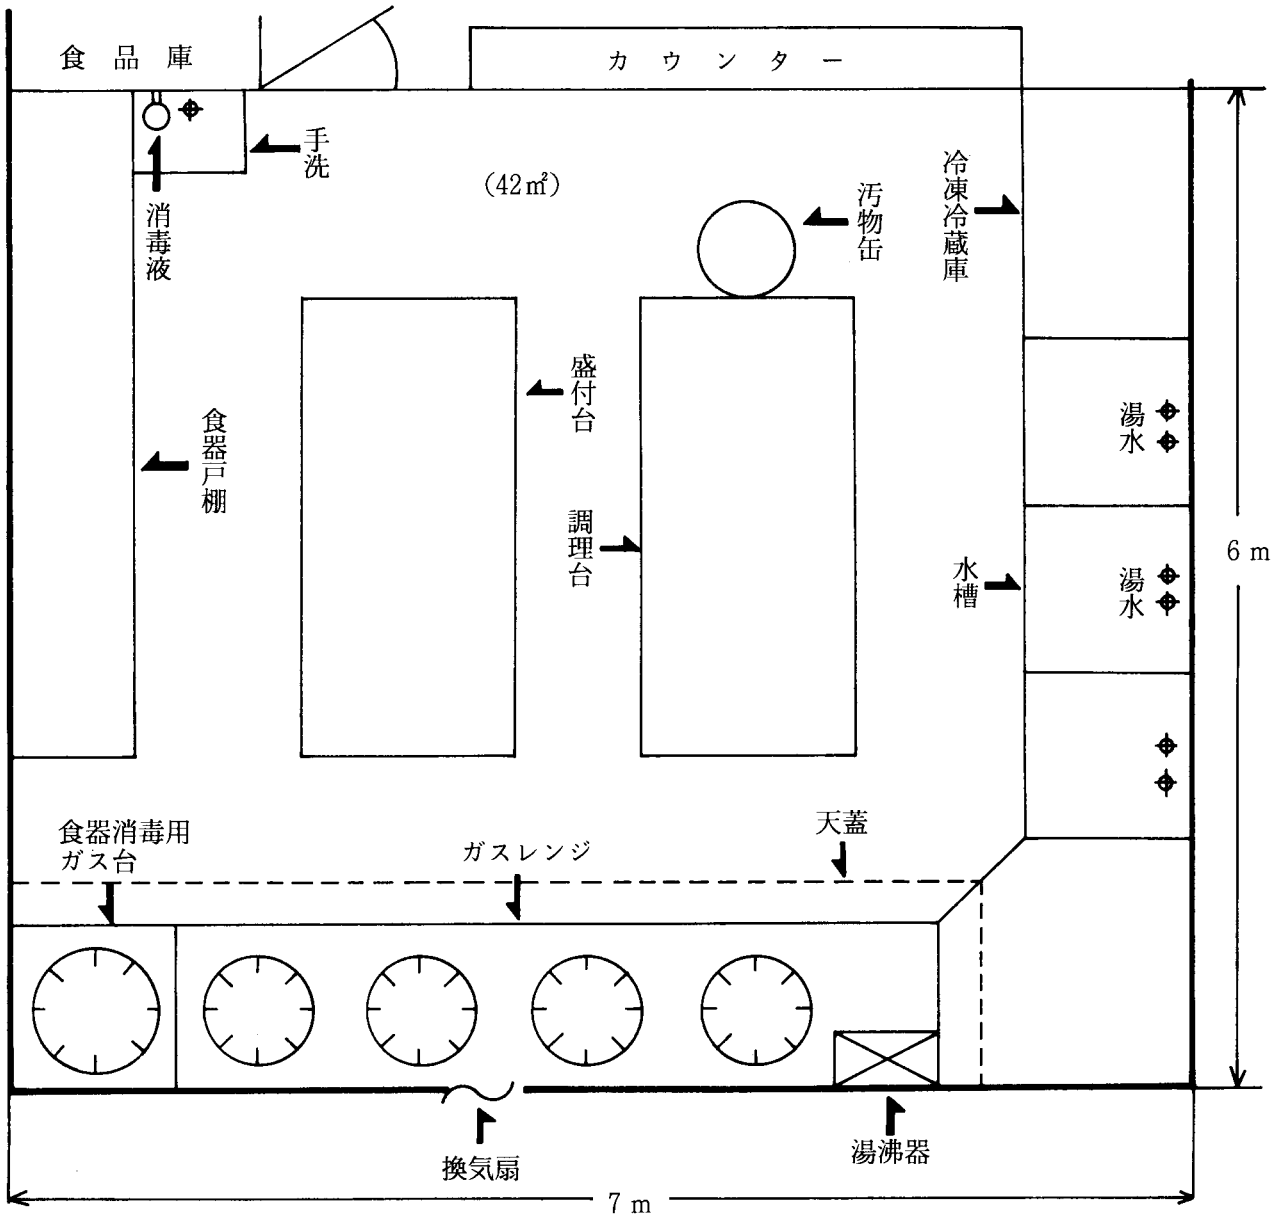 食品庫
カウンター
手洗
消毒液
(42㎡)
汚物缶
冷凍冷蔵庫
盛付台
湯水
食器戸棚
調理台
水槽
湯水
6m
食器消毒用
ガス台
ガスレンジ
天蓋
換気扇
湯沸器
7m